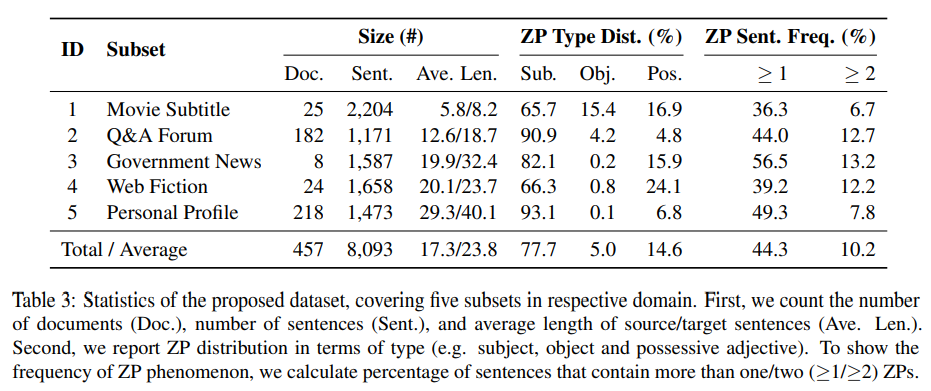 ID Subset Size (#) ZP Type Dist. (%) ZP Sent. Freq. (%)
Doc. Sent. Ave. Len. Sub. Obj. Pos. ≥ 1 ≥ 2
1 Movie Subtitle 25 2,204 5.8/8.2 65.7 15.4 16.9 36.3 6.7
2 Q&A Forum 182 1,171 12.6/18.7 90.9 4.2 4.8 44.0 12.7
3 Government News 8 1,587 19.9/32.4 82.1 0.2 15.9 56.5 13.2
4 Web Fiction 24 1,658 20.1/23.7 66.3 0.8 24.1 39.2 12.2
5 Personal Profile 218 1,473 29.3/40.1 93.1 0.1 6.8 49.3 7.8
Total / Average 457 8,093 17.3/23.8 77.7 5.0 14.6 44.3 10.2
Table 3: Statistics of the proposed dataset, covering five subsets in respective domain. First, we count the number
of documents (Doc.), number of sentences (Sent.), and average length of source/target sentences (Ave. Len.).
Second, we report ZP distribution in terms of type (e.g. subject, object and possessive adjective). To show the
frequency of ZP phenomenon, we calculate percentage of sentences that contain more than one/two (≥1/≥2) ZPs.